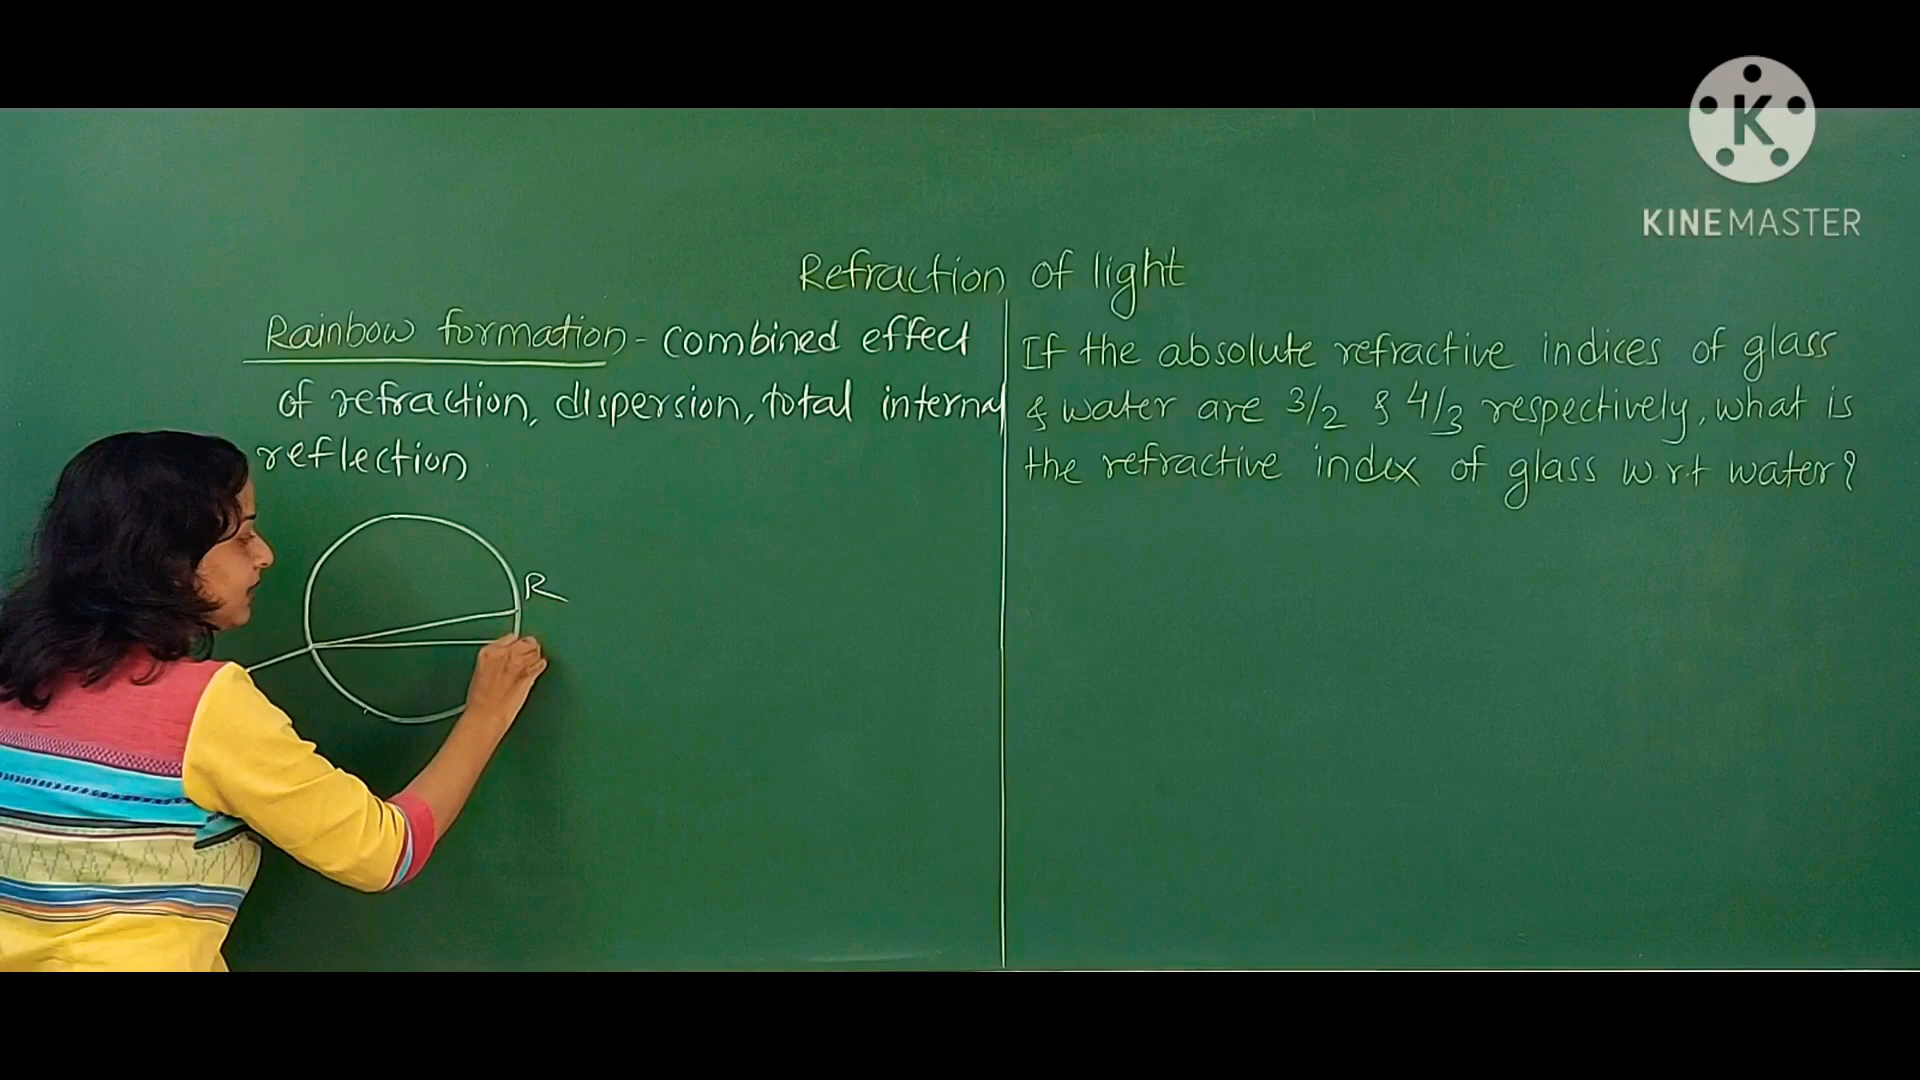 K
KINEMASTER
Refraction of light
Rainbow formation - combined effect
of refraction, dispersion, total internal
reflection
R
If the absolute refractive indices of glass
& water are 3/2 & 4/3 respectively, what is
the refractive index of glass w.r.t water?